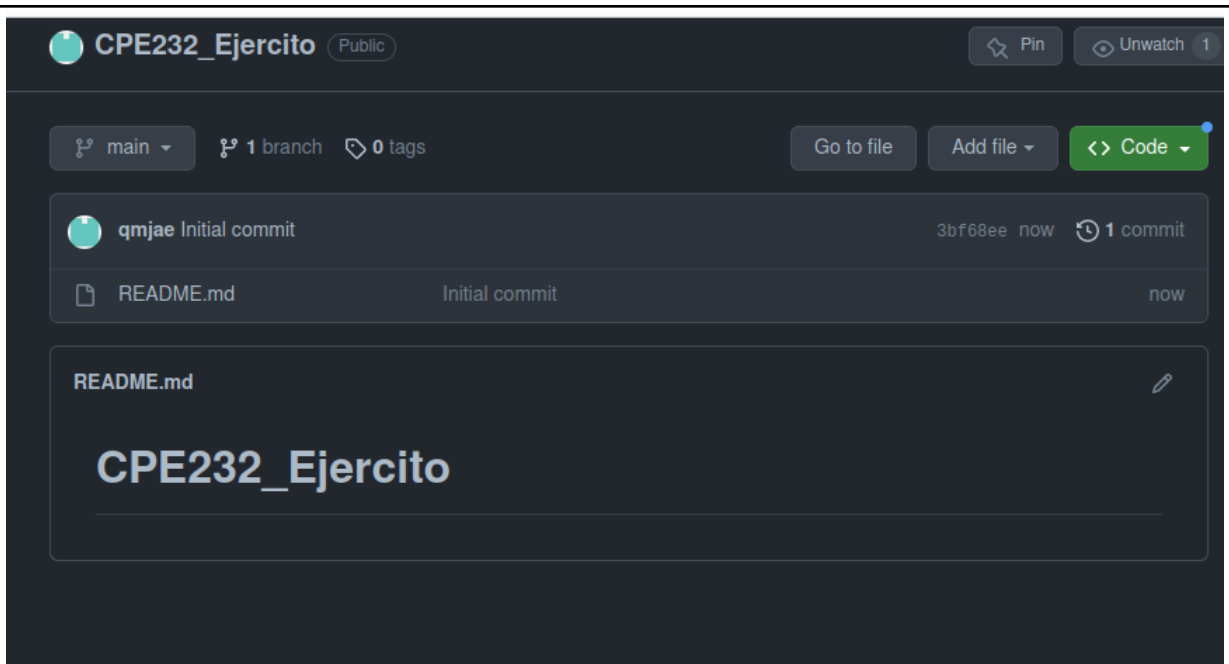 CPE232_Ejercito Public Pin Unwatch 1
main 1 branch 0 tags Go to file Add file <> Code
qmjae Initial commit 3bf68ee now 1 commit
README.md Initial commit now
README.md
CPE232_Ejercito